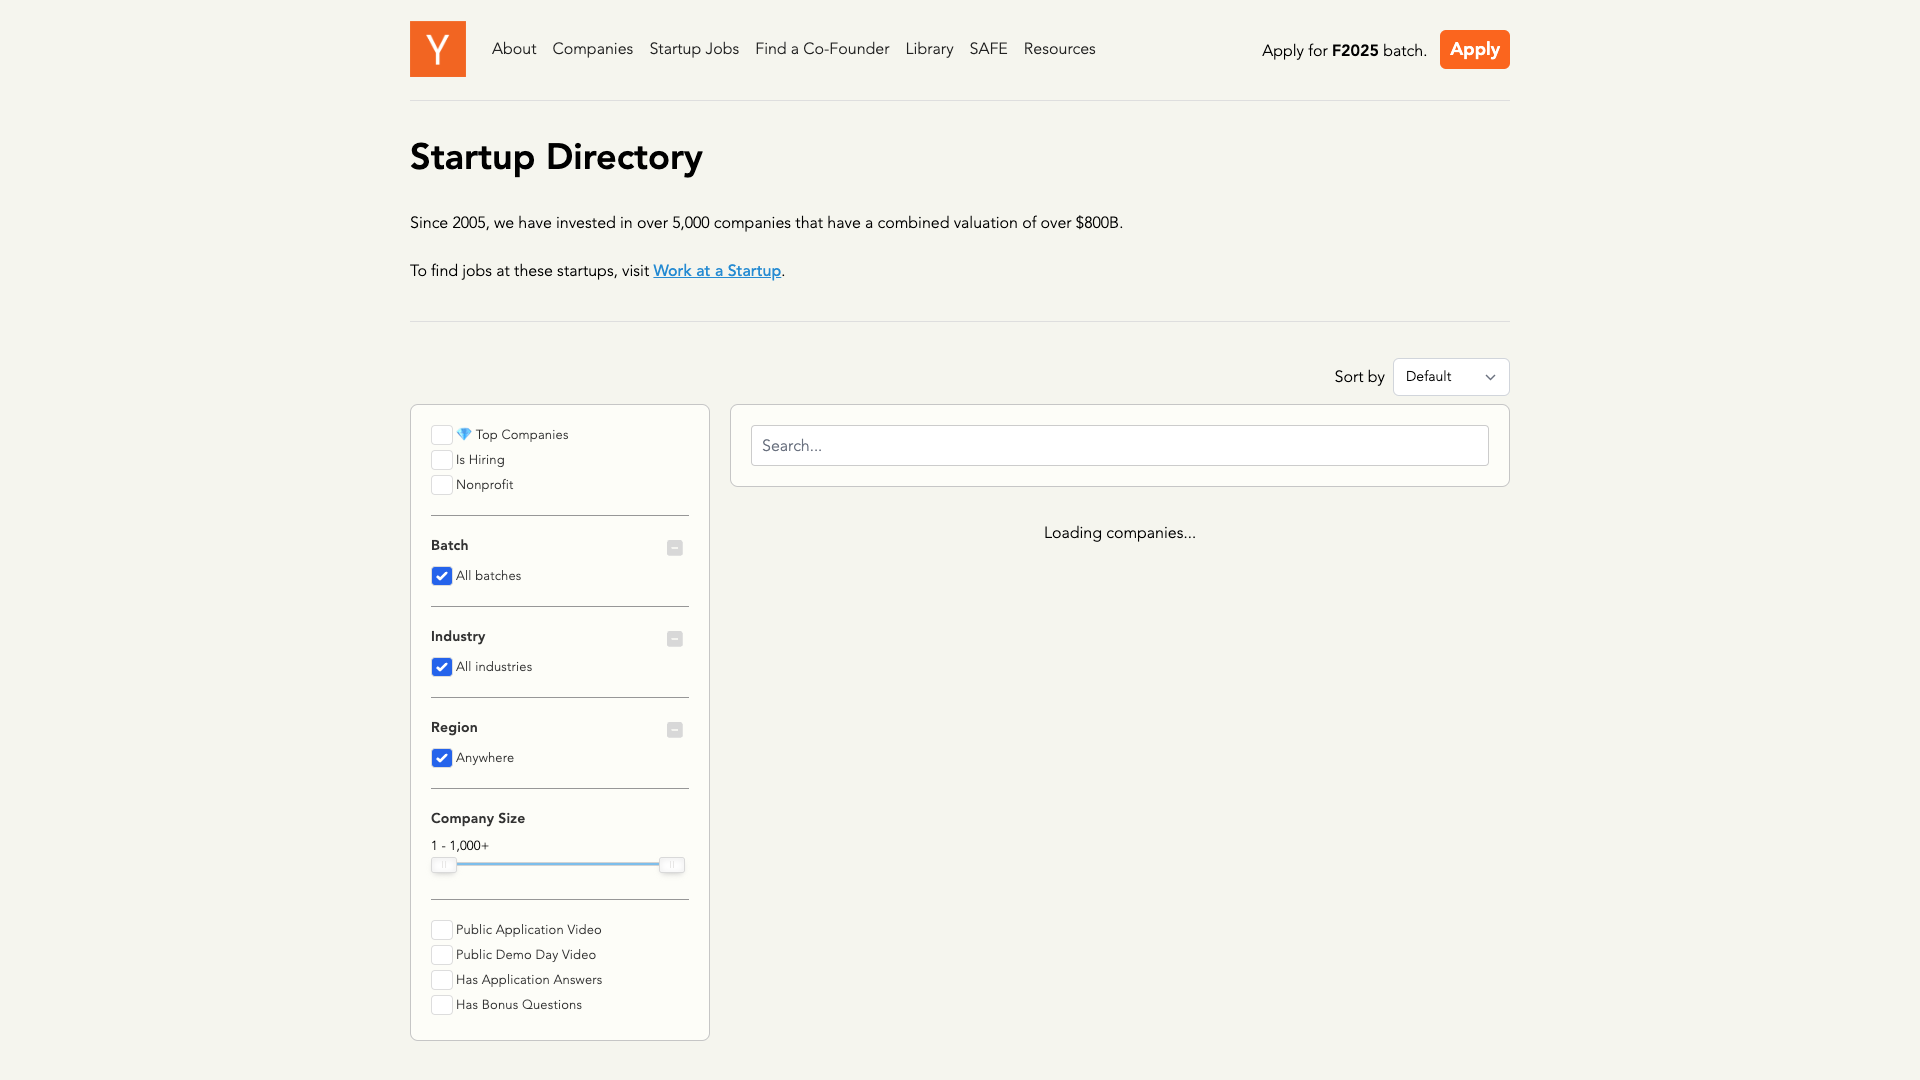 Y
About Companies Startup Jobs Find a Co-Founder Library SAFE Resources
Apply for F2025 batch. Apply
Startup Directory
Since 2005, we have invested in over 5,000 companies that have a combined valuation of over $800B.
To find jobs at these startups, visit Work at a Startup.
Sort by Default
💎 Top Companies
Is Hiring
Nonprofit
Batch
All batches
Industry
All industries
Region
Anywhere
Company Size
1 - 1,000+
Public Application Video
Public Demo Day Video
Has Application Answers
Has Bonus Questions
Search...
Loading companies...